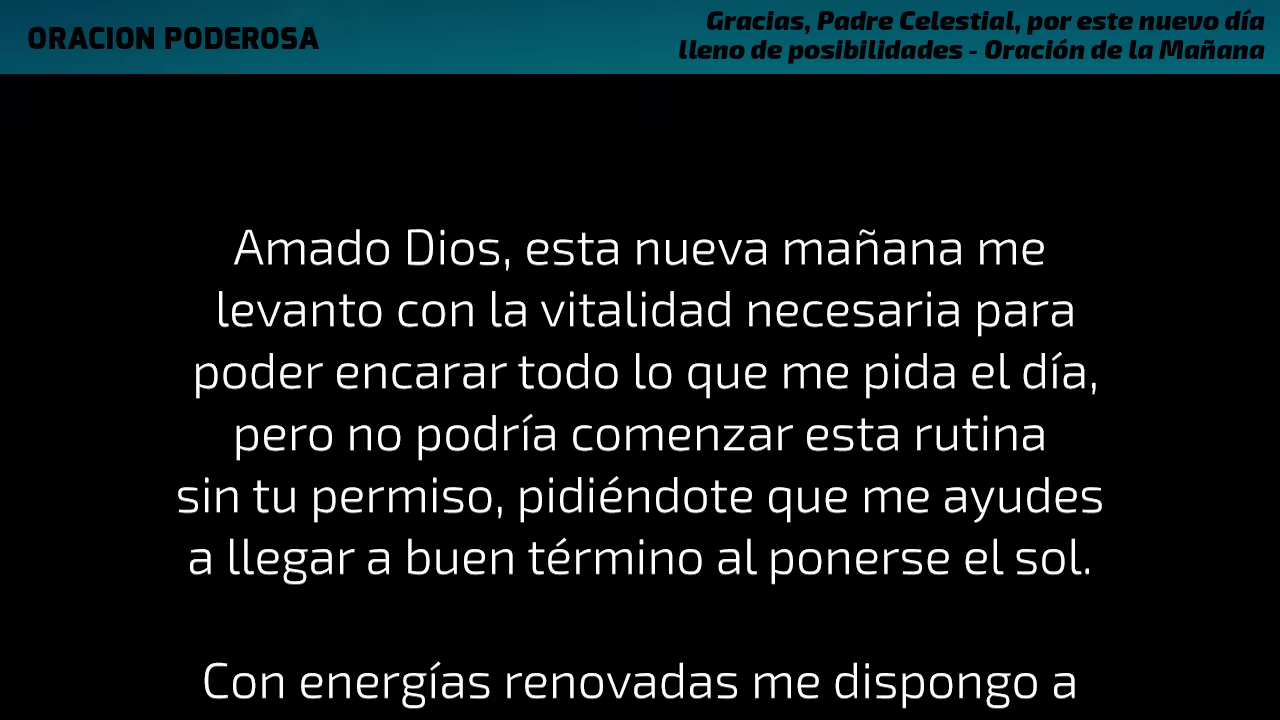 ORACION PODEROSA
Gracias, Padre Celestial, por este nuevo día
lleno de posibilidades - Oración de la Mañana
Amado Dios, esta nueva mañana me
levanto con la vitalidad necesaria para
poder encarar todo lo que me pida el día,
pero no podría comenzar esta rutina
sin tu permiso, pidiéndote que me ayudes
a llegar a buen término al ponerse el sol.
Con energías renovadas me dispongo a